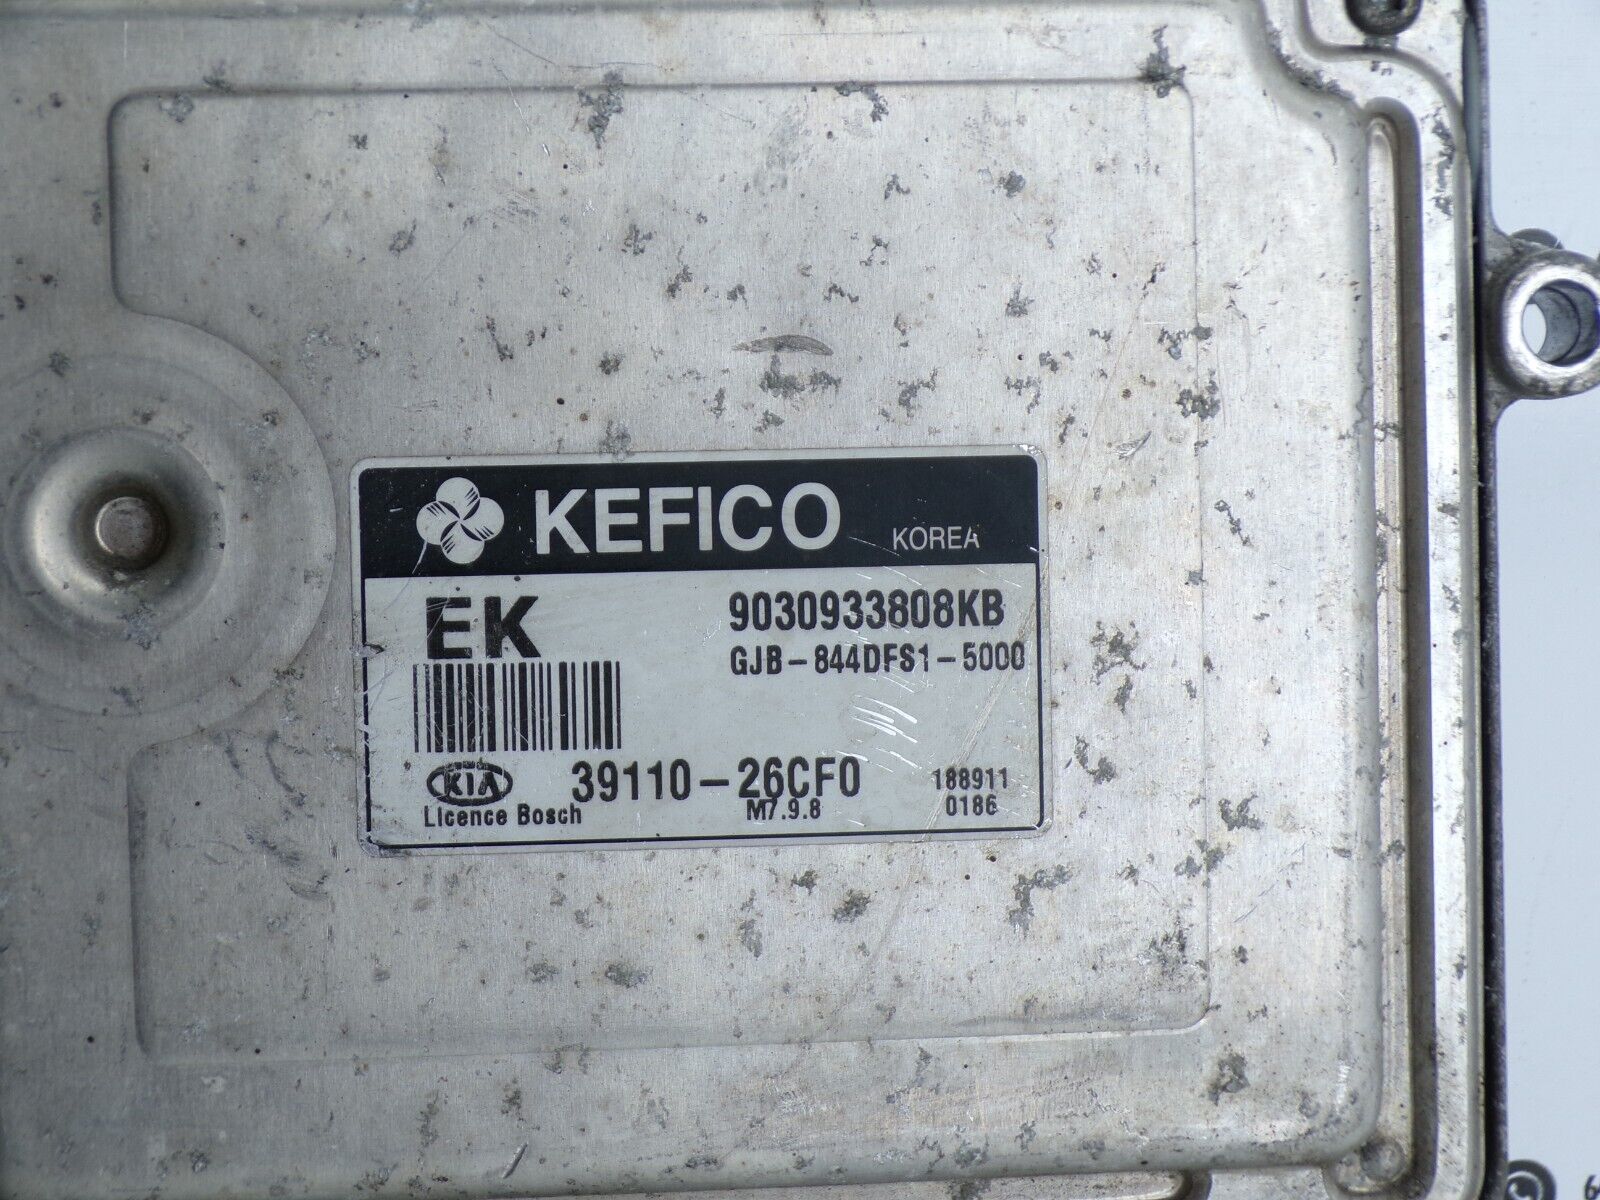 KEFICO KOREA
EK 9030933808KB
GJB-844DFS1-5000
KIA 39110-26CF0 188911
Licence Bosch M7.9.8 0186